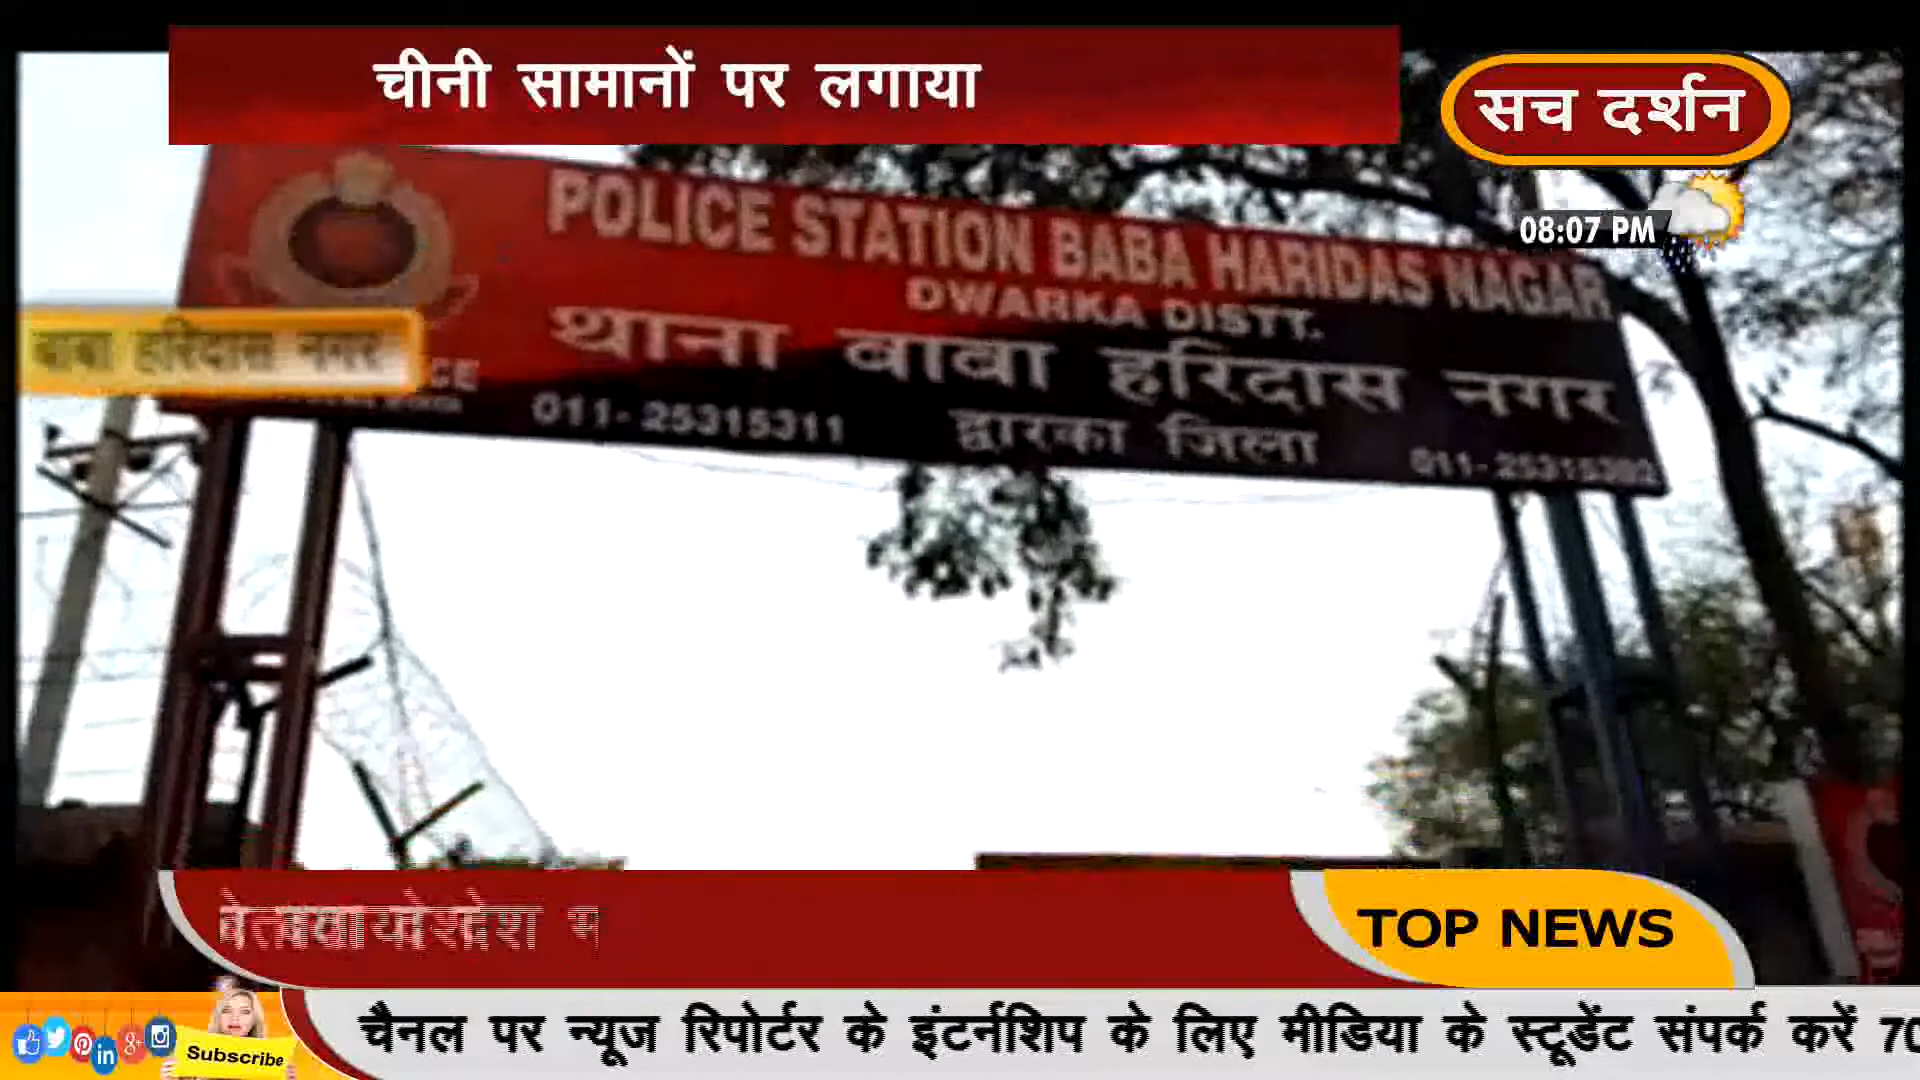 चीनी सामानों पर लगाया
सच दर्शन
08:07 PM
POLICE STATION BABA HARIDAS NAGAR
DWARKA DISTT.
थाना बाबा हरिदास नगर
बाबा हरिदास नगर
011- 25315311
द्वारका जिला
TOP NEWS
Subscribe
चैनल पर न्यूज रिपोर्टर के इंटर्नशिप के लिए मीडिया के स्टूडेंट संपर्क करें 70